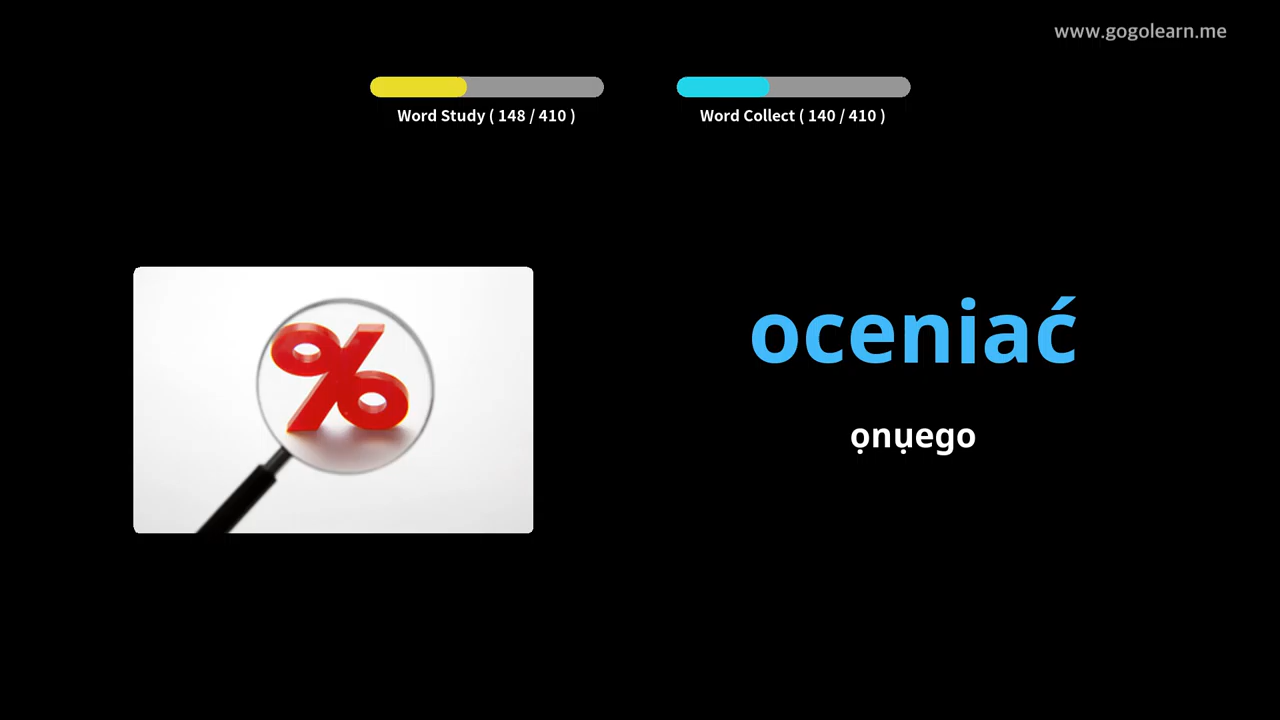 www.gogolearn.me
Word Study ( 148 / 410 )
Word Collect ( 140 / 410 )
%
oceniać
ọnụego